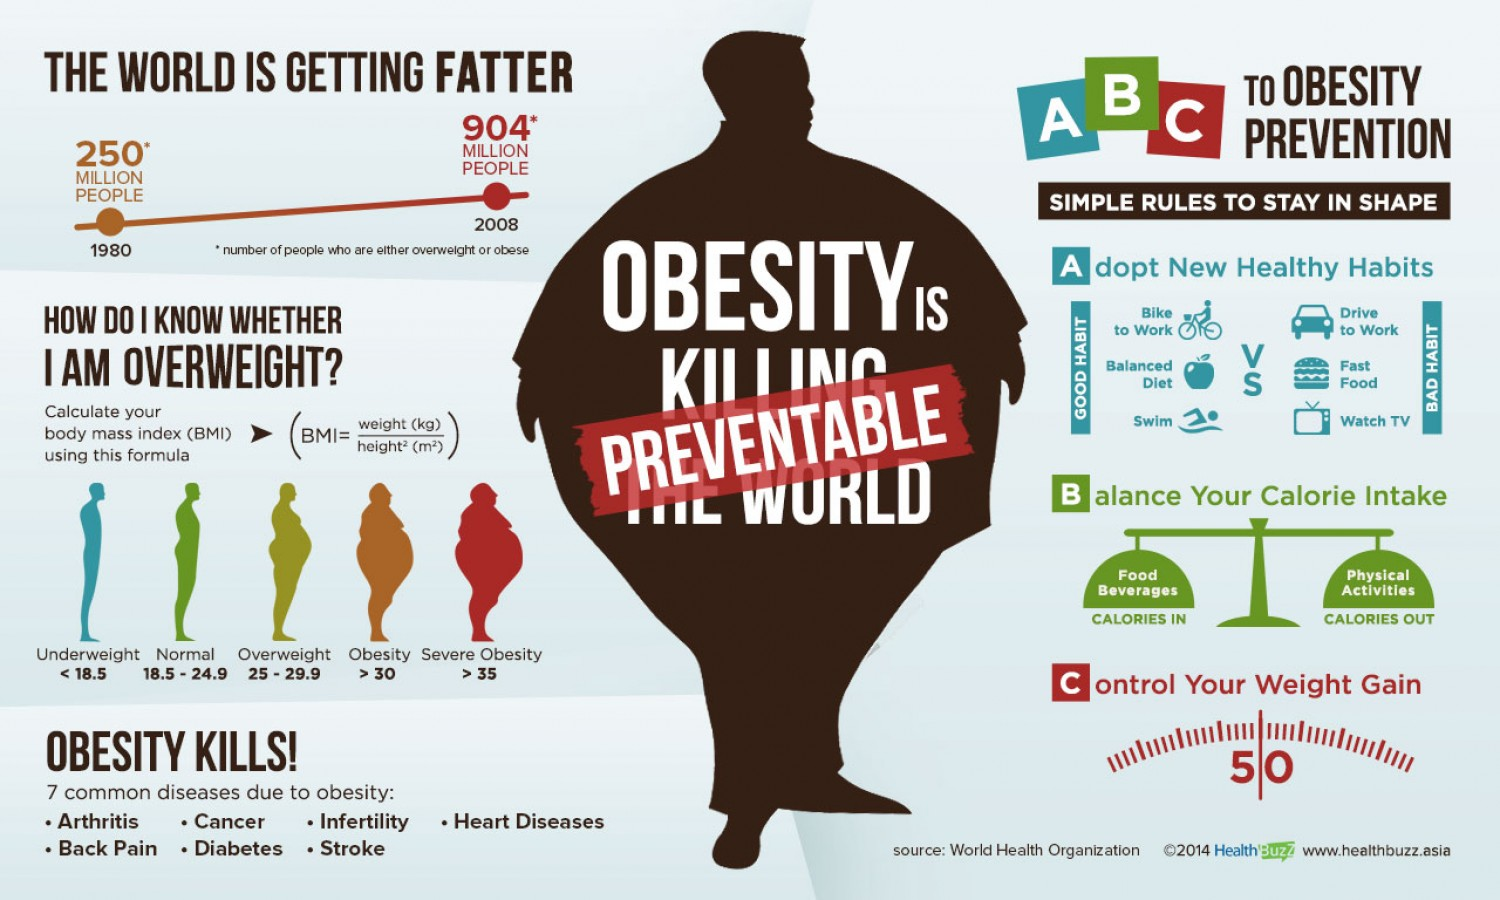 THE WORLD IS GETTING FATTER
250*
MILLION
PEOPLE
1980
904*
MILLION
PEOPLE
2008
* number of people who are either overweight or obese
HOW DO I KNOW WHETHER
I AM OVERWEIGHT?
Calculate your
body mass index (BMI)
using this formula
BMI= weight (kg)
height² (m²)
Underweight
< 18.5
Normal
18.5 - 24.9
Overweight
25 - 29.9
Obesity
> 30
Severe Obesity
> 35
OBESITY KILLS!
7 common diseases due to obesity:
• Arthritis • Cancer • Infertility • Heart Diseases
• Back Pain • Diabetes • Stroke
OBESITY IS
KILLING
PREVENTABLE
THE WORLD
A B C TO OBESITY
PREVENTION
SIMPLE RULES TO STAY IN SHAPE
Adopt New Healthy Habits
GOOD HABIT
Bike
to Work
Balanced
Diet
Swim
VS
Drive
to Work
Fast
Food
Watch TV
BAD HABIT
Balance Your Calorie Intake
Food
Beverages
CALORIES IN
Physical
Activities
CALORIES OUT
Control Your Weight Gain
50
source: World Health Organization ©2014 HealthBuzz www.healthbuzz.asia